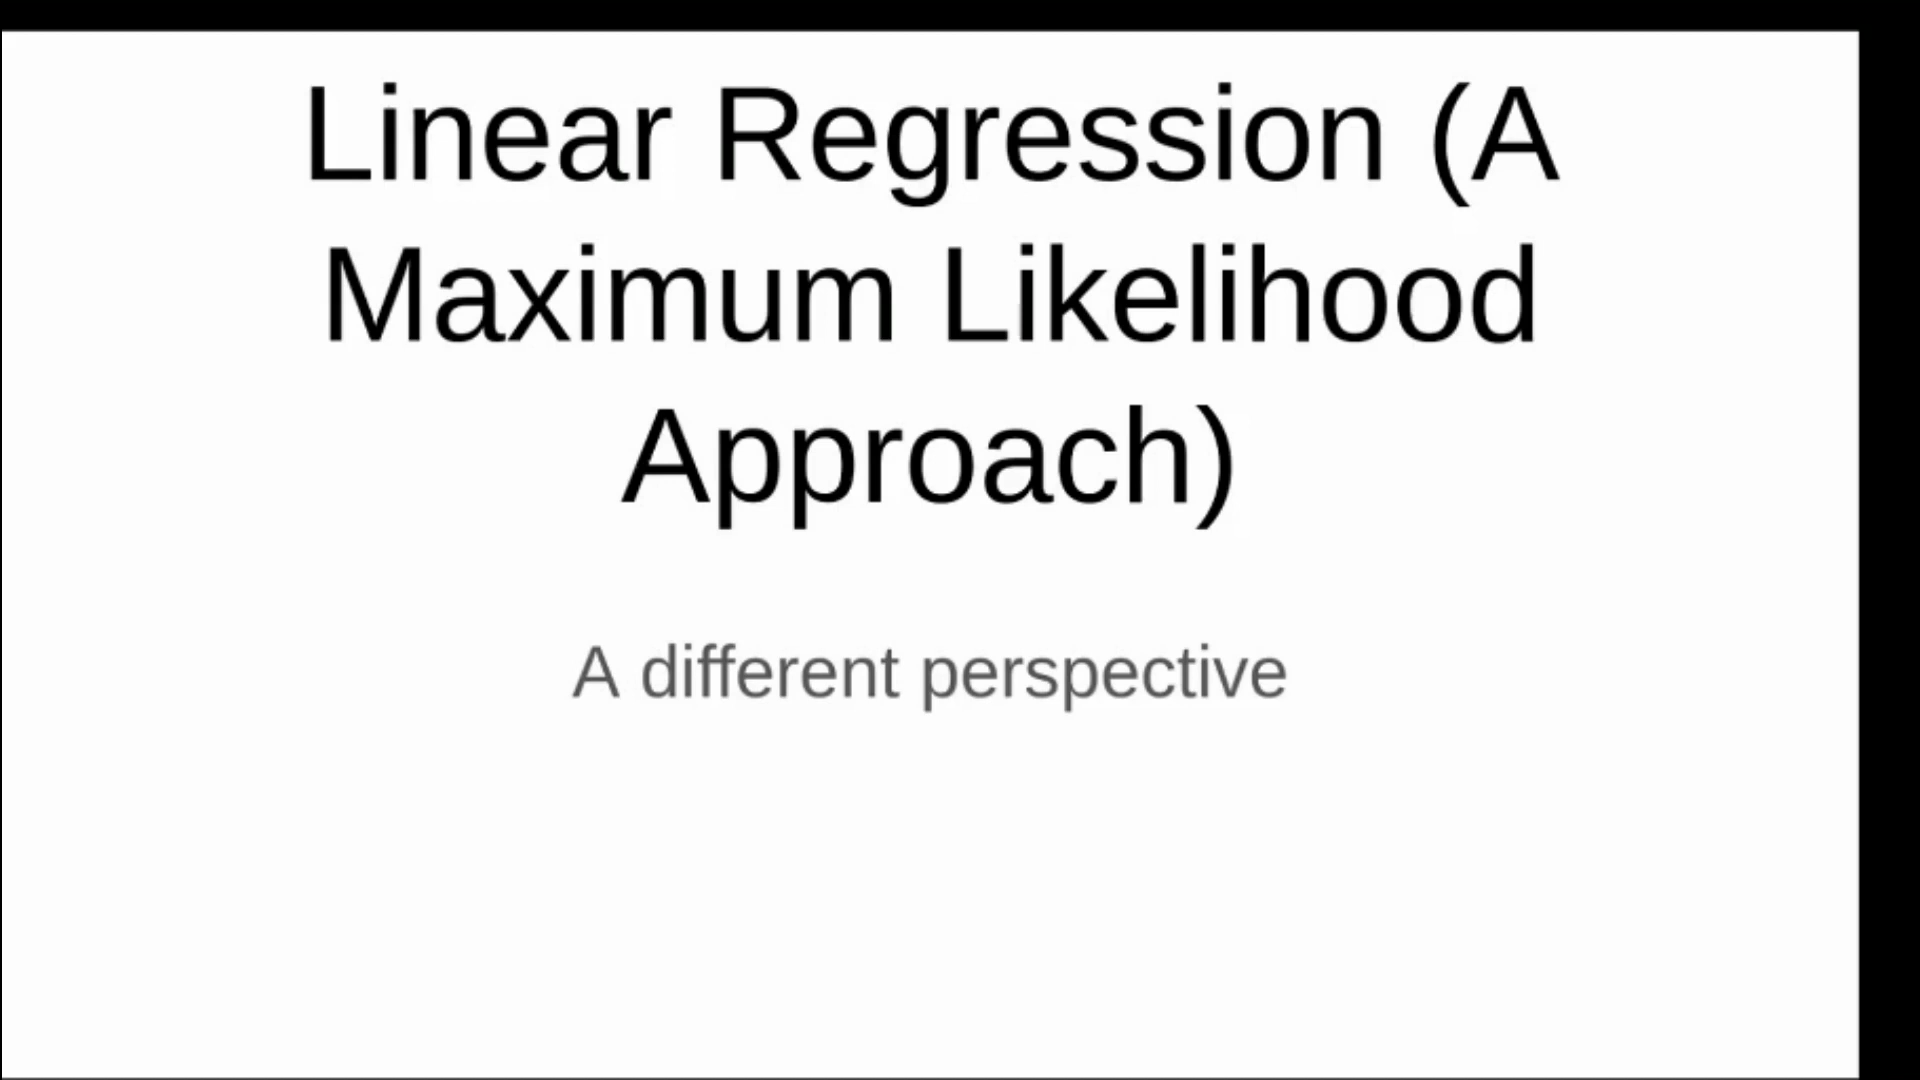 Linear Regression (A
Maximum Likelihood
Approach)
A different perspective